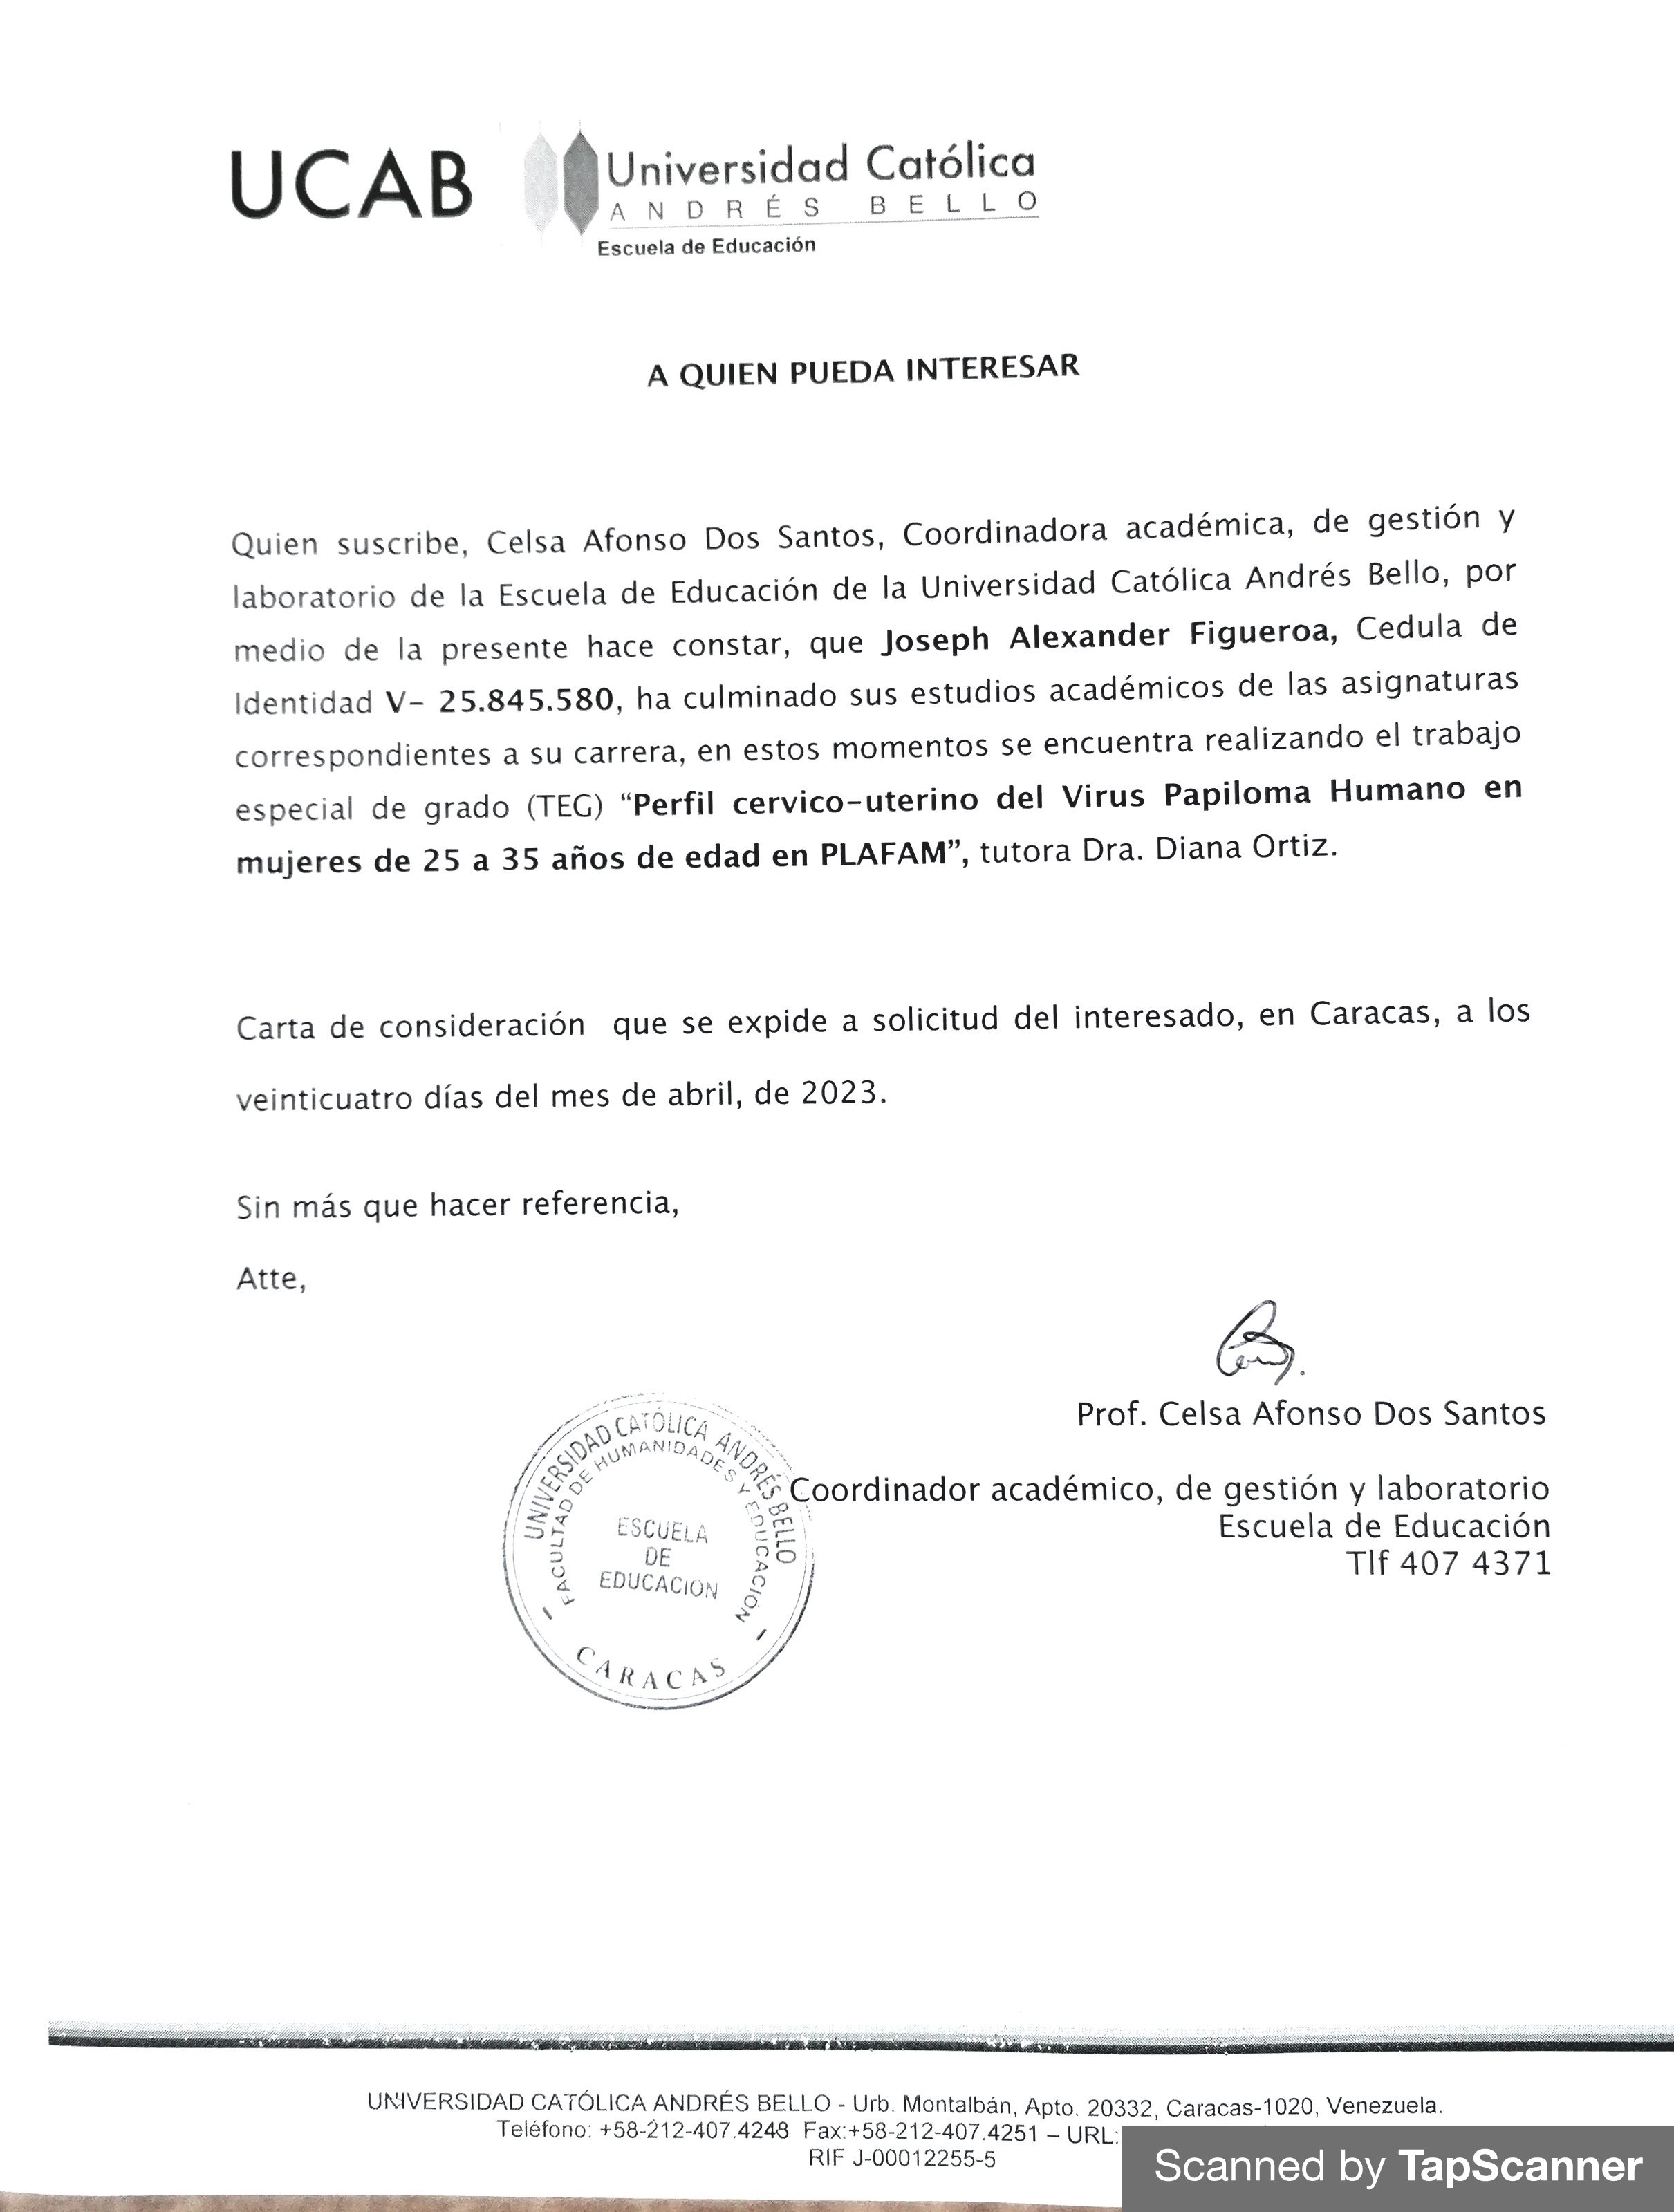 UCAB
Universidad Católica
ANDRÉS BELLO
Escuela de Educación
A QUIEN PUEDA INTERESAR
Quien suscribe, Celsa Afonso Dos Santos, Coordinadora académica, de gestión y
laboratorio de la Escuela de Educación de la Universidad Católica Andrés Bello, por
medio de la presente hace constar, que Joseph Alexander Figueroa, Cedula de
Identidad V- 25.845.580, ha culminado sus estudios académicos de las asignaturas
correspondientes a su carrera, en estos momentos se encuentra realizando el trabajo
especial de grado (TEG) “Perfil cervico-uterino del Virus Papiloma Humano en
mujeres de 25 a 35 años de edad en PLAFAM”, tutora Dra. Diana Ortiz.
Carta de consideración  que se expide a solicitud del interesado, en Caracas, a los
veinticuatro días del mes de abril, de 2023.
Sin más que hacer referencia,
Atte,
Prof. Celsa Afonso Dos Santos
Coordinador académico, de gestión y laboratorio
Escuela de Educación
Tlf 407 4371
UNIVERSIDAD CATÓLICA ANDRÉS BELLO
FACULTAD DE HUMANIDADES Y EDUCACIÓN
ESCUELA
DE
EDUCACION
- CARACAS -
UNIVERSIDAD CATÓLICA ANDRÉS BELLO - Urb. Montalbán, Apto. 20332, Caracas-1020, Venezuela.
Teléfono: +58-212-407.4248  Fax:+58-212-407.4251 – URL:
RIF J-00012255-5
Scanned by TapScanner